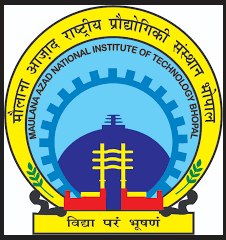 मौलाना आज़ाद राष्ट्रीय प्रौद्योगिकी संस्थान भोपाल
MAULANA AZAD NATIONAL INSTITUTE OF TECHNOLOGY BHOPAL
विद्या परं भूषणं